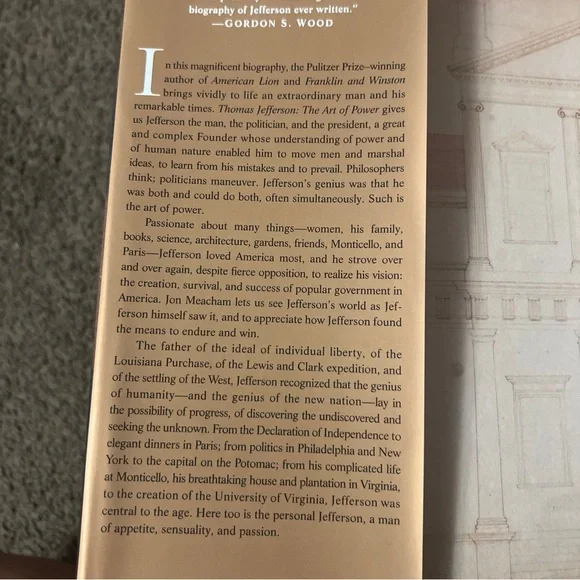 biography of Jefferson ever written."
—GORDON S. WOOD
In this magnificent biography, the Pulitzer Prize–winning
author of American Lion and Franklin and Winston
brings vividly to life an extraordinary man and his
remarkable times. Thomas Jefferson: The Art of Power gives
us Jefferson the man, the politician, and the president, a great
and complex Founder whose understanding of power and
of human nature enabled him to move men and marshal
ideas, to learn from his mistakes and to prevail. Philosophers
think; politicians maneuver. Jefferson's genius was that he
was both and could do both, often simultaneously. Such is
the art of power.
Passionate about many things—women, his family,
books, science, architecture, gardens, friends, Monticello, and
Paris—Jefferson loved America most, and he strove over
and over again, despite fierce opposition, to realize his vision:
the creation, survival, and success of popular government in
America. Jon Meacham lets us see Jefferson's world as Jef-
ferson himself saw it, and to appreciate how Jefferson found
the means to endure and win.
The father of the ideal of individual liberty, of the
Louisiana Purchase, of the Lewis and Clark expedition, and
of the settling of the West, Jefferson recognized that the genius
of humanity—and the genius of the new nation—lay in
the possibility of progress, of discovering the undiscovered and
seeking the unknown. From the Declaration of Independence to
elegant dinners in Paris; from politics in Philadelphia and New
York to the capital on the Potomac; from his complicated life
at Monticello, his breathtaking house and plantation in Virginia,
to the creation of the University of Virginia, Jefferson was
central to the age. Here too is the personal Jefferson, a man
of appetite, sensuality, and passion.